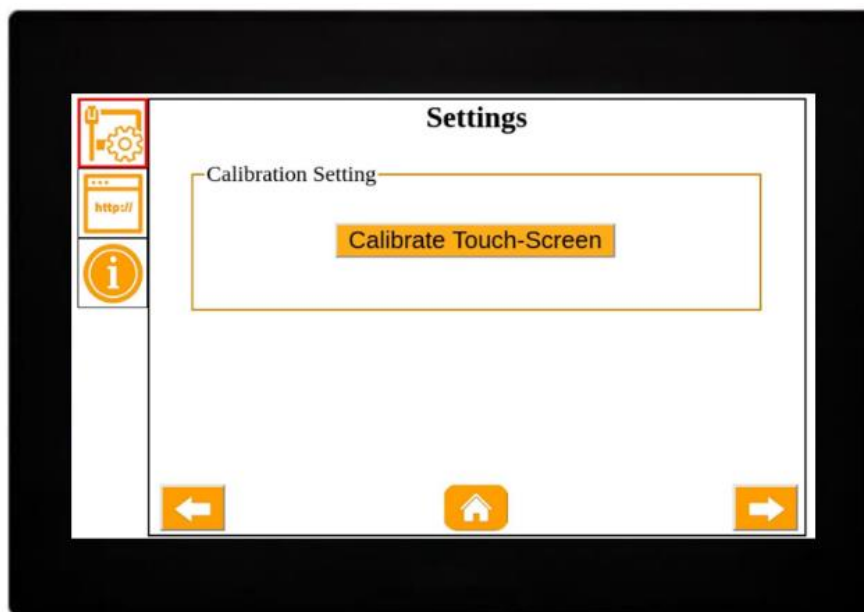 Settings
Calibration Setting
http://
Calibrate Touch-Screen
i